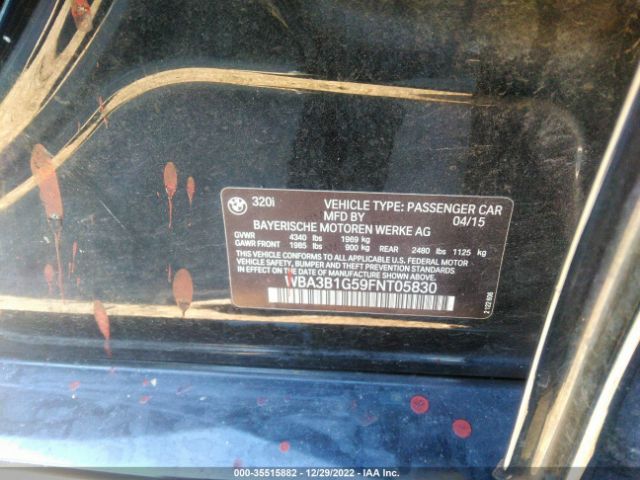 320i
VEHICLE TYPE: PASSENGER CAR
MFD BY 04/15
BAYERISCHE MOTOREN WERKE AG
GVWR 4340 lbs 1969 kg
GAWR FRONT 1985 lbs 900 kg REAR 2480 lbs 1125 kg
THIS VEHICLE CONFORMS TO ALL APPLICABLE U.S. FEDERAL MOTOR
VEHICLE SAFETY, BUMPER, AND THEFT PREVENTION STANDARDS IN
EFFECT ON THE DATE OF MANUFACTURE SHOWN ABOVE.
WBA3B1G59FNT05830
000-35515882 - 12/29/2022 - IAA Inc.